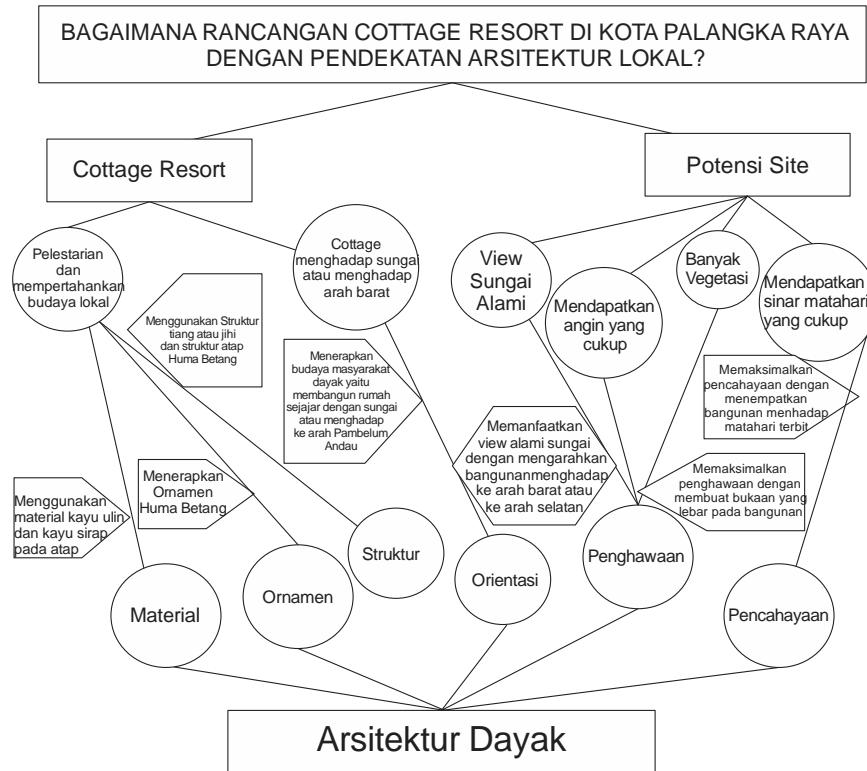 BAGAIMANA RANCANGAN COTTAGE RESORT DI KOTA PALANGKA RAYA
DENGAN PENDEKATAN ARSITEKTUR LOKAL?
Cottage Resort
Potensi Site
Pelestarian
dan
mempertahankan
budaya lokal
Cottage
menghadap sungai
atau menghadap
arah barat
View
Sungai
Alami
Mendapatkan
angin yang
cukup
Banyak
Vegetasi
Mendapatkan
sinar matahari
yang cukup
Menggunakan Struktur
tiang atau jihi
dan struktur atap
Huma Betang
Menerapkan
budaya masyarakat
dayak yaitu
membangun rumah
sejajar dengan sungai
atau menghadap
ke arah Pambelum
Andau
Memaksimalkan
pencahayaan dengan
menempatkan
bangunan menhadap
matahari terbit
Memanfaatkan
view alami sungai
dengan mengarahkan
bangunanmenghadap
ke arah barat atau
ke arah selatan
Memaksimalkan
penghawaan dengan
membuat bukaan yang
lebar pada bangunan
Menggunakan
material kayu ulin
dan kayu sirap
pada atap
Menerapkan
Ornamen
Huma Betang
Material
Ornamen
Struktur
Orientasi
Penghawaan
Pencahayaan
Arsitektur Dayak